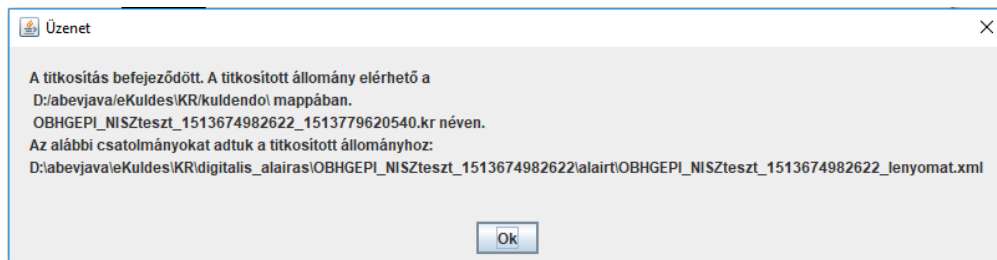 Üzenet
A titkosítás befejeződött. A titkosított állomány elérhető a
D:/abevjava/eKuldes\KR/kuldendo\ mappában.
OBHGEPI_NISZteszt_1513674982622_1513779620540.kr néven.
Az alábbi csatolmányokat adtuk a titkosított állományhoz:
D:\abevjava\eKuldes\KR\digitalis_alairas\OBHGEPI_NISZteszt_1513674982622\alairt\OBHGEPI_NISZteszt_1513674982622_lenyomat.xml
Ok